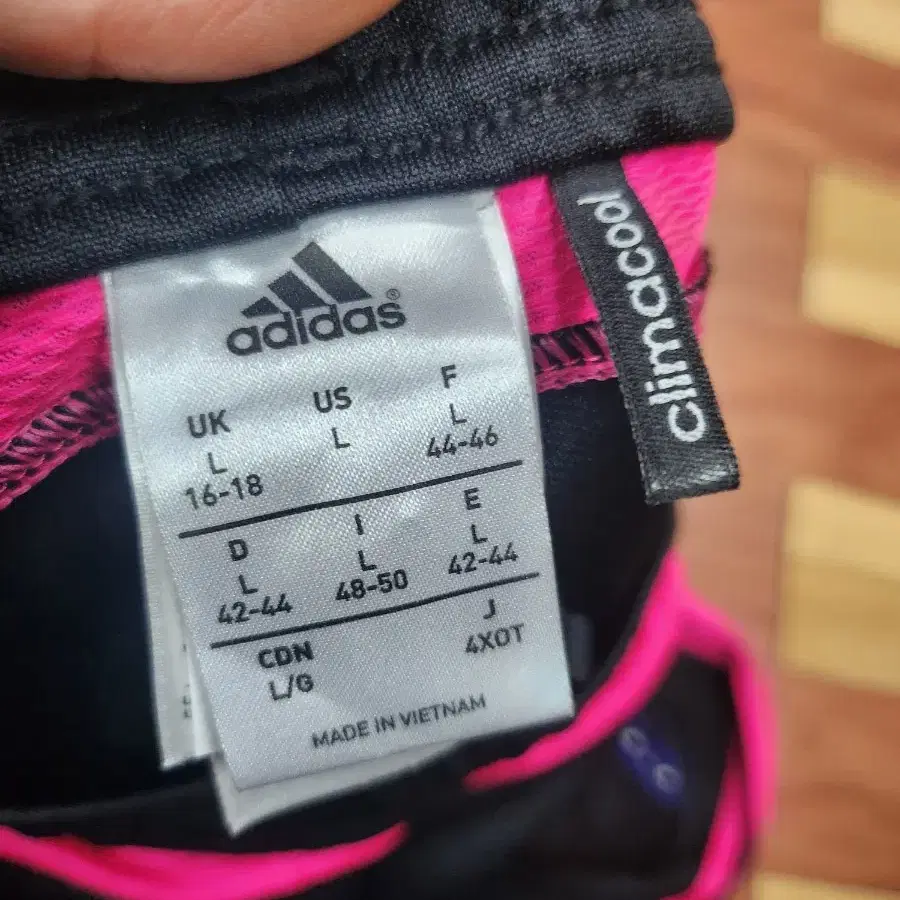 adidas®
UK US F
L L L
16-18 44-46
D I E
L L L
42-44 48-50 42-44
CDN J
L/G 4XOT
MADE IN VIETNAM
climacool